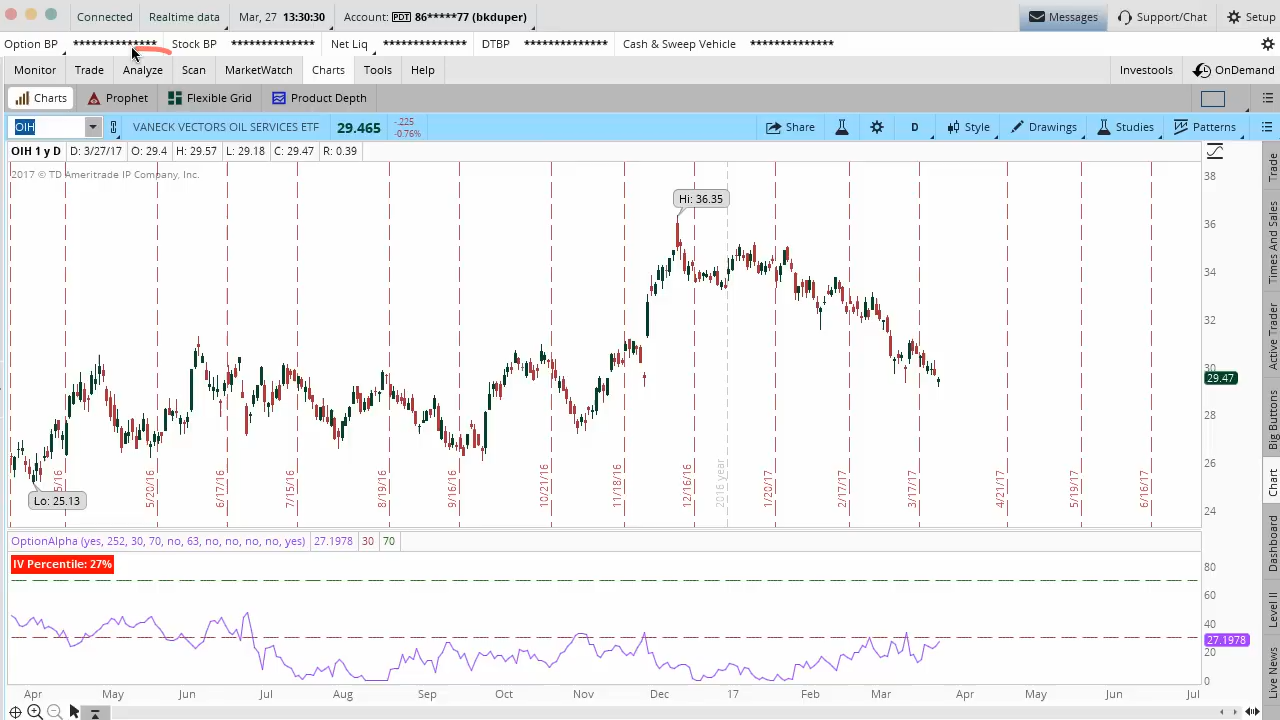 Connected Realtime data Mar, 27 13:30:30 Account: PDT 86*****77 (bkduper) Messages Support/Chat Setup
Option BP ************** Stock BP ************** Net Liq ************** DTBP ************** Cash & Sweep Vehicle **************
Monitor Trade Analyze Scan MarketWatch Charts Tools Help Investools OnDemand
Charts Prophet Flexible Grid Product Depth
OIH VANECK VECTORS OIL SERVICES ETF 29.465 -.225 -0.76% Share D Style Drawings Studies Patterns
OIH 1 y D D: 3/27/17 O: 29.4 H: 29.57 L: 29.18 C: 29.47 R: 0.39
2017 © TD Ameritrade IP Company, Inc.
38
Hi: 36.35
36
34
32
30
29.47
28
26
24
Lo: 25.13
5/16 5/20/16 6/17/16 7/15/16 8/19/16 9/16/16 10/21/16 11/18/16 12/16/16 2016 year 1/20/17 2/17/17 3/17/17 4/21/17 5/19/17 6/16/17
OptionAlpha (yes, 252, 30, 70, no, 63, no, no, no, no, yes) 27.1978 30 70
IV Percentile: 27%
80
60
40
27.1978
20
0
Apr May Jun Jul Aug Sep Oct Nov Dec 17 Feb Mar Apr May Jun Jul
Trade
Times And Sales
Active Trader
Big Buttons
Chart
Dashboard
Level II
Live News